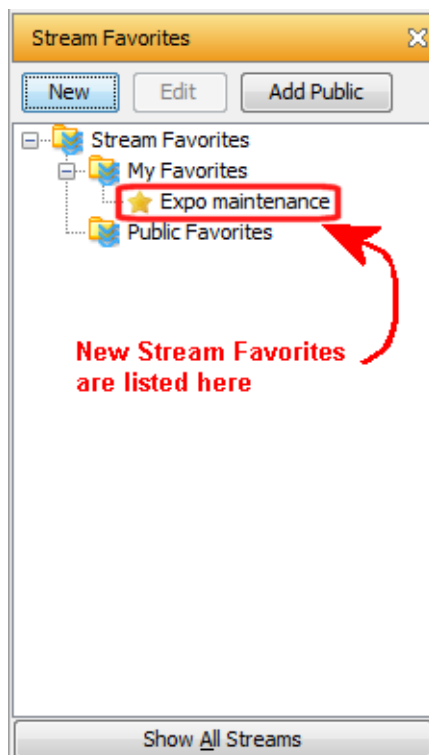 Stream Favorites
New Edit Add Public
Stream Favorites
My Favorites
Expo maintenance
Public Favorites
New Stream Favorites
are listed here
Show All Streams